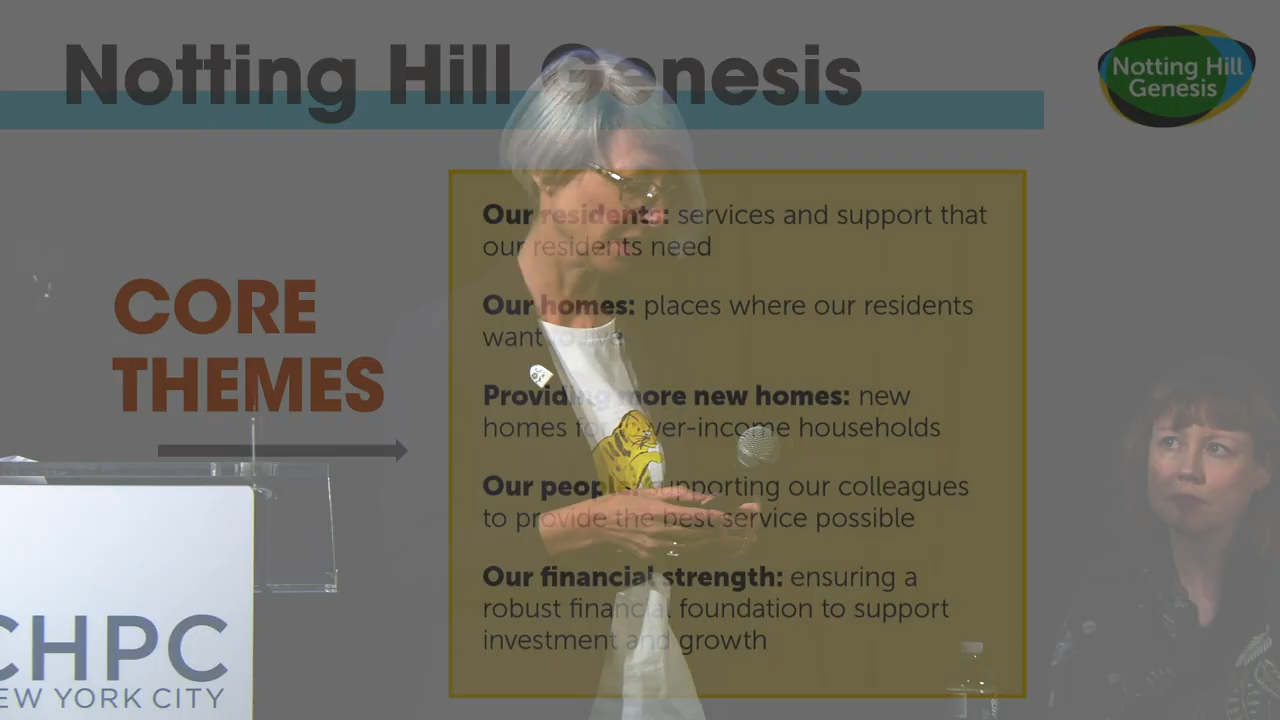 Notting Hill Genesis
Notting Hill
Genesis
CORE
THEMES
Our residents: services and support that
our residents need
Our homes: places where our residents
want
Providing more new homes: new
homes for lower-income households
Our people: supporting our colleagues
to provide the best service possible
Our financial strength: ensuring a
robust financial foundation to support
investment and growth
CHPC
NEW YORK CITY